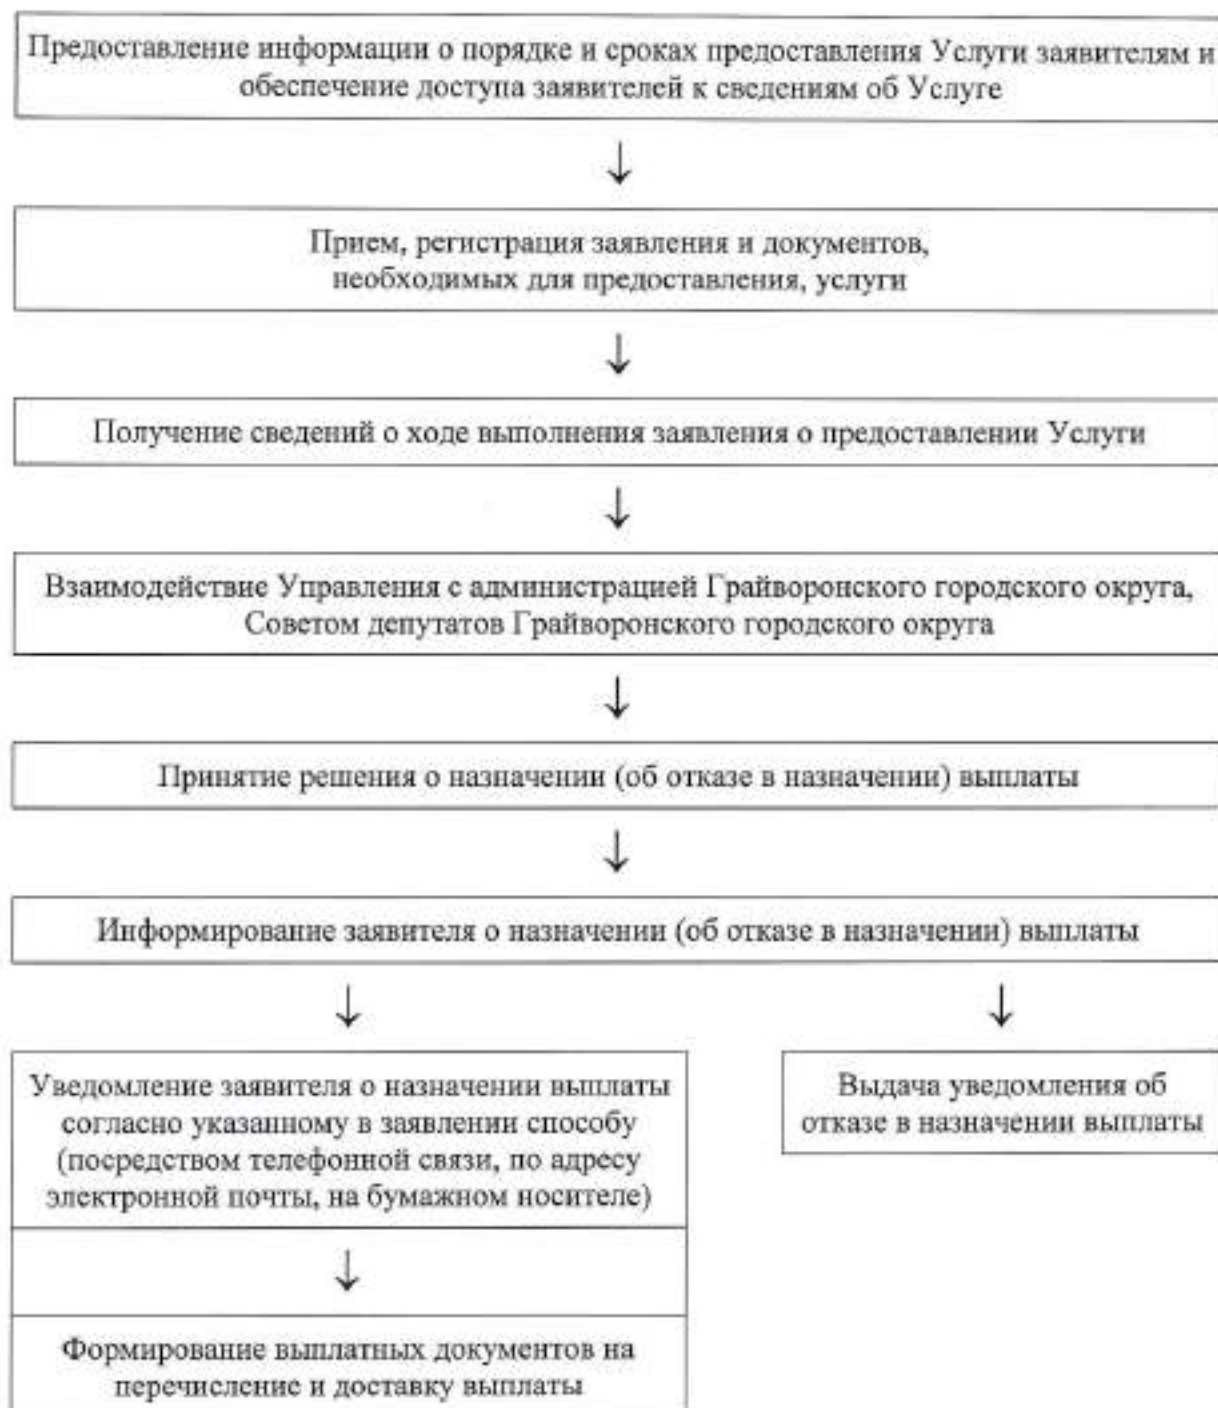 Предоставление информации о порядке и сроках предоставления Услуги заявителям и
обеспечение доступа заявителей к сведениям об Услуге
↓
Прием, регистрация заявления и документов,
необходимых для предоставления, услуги
↓
Получение сведений о ходе выполнения заявления о предоставлении Услуги
↓
Взаимодействие Управления с администрацией Грайворонского городского округа,
Советом депутатов Грайворонского городского округа
↓
Принятие решения о назначении (об отказе в назначении) выплаты
↓
Информирование заявителя о назначении (об отказе в назначении) выплаты
↓
↓
Уведомление заявителя о назначении выплаты
согласно указанному в заявлении способу
(посредством телефонной связи, по адресу
электронной почты, на бумажном носителе)
↓
Формирование выплатных документов на
перечисление и доставку выплаты
Выдача уведомления об
отказе в назначении выплаты